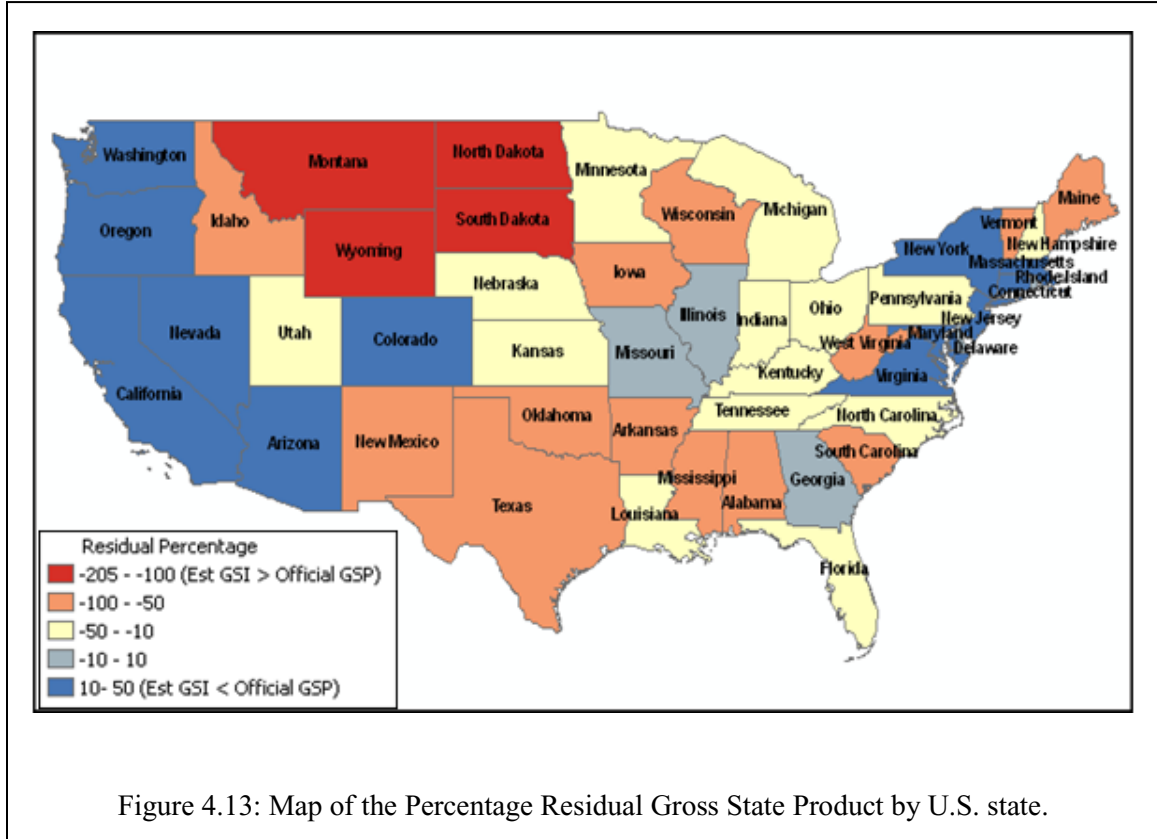 Washington
Montana
North Dakota
Minnesota
Maine
Oregon
Idaho
South Dakota
Wisconsin
Michigan
Vermont
New Hampshire
Wyoming
New York
Massachusetts
Rhode Island
Connecticut
Iowa
Nebraska
Pennsylvania
New Jersey
Nevada
Utah
Colorado
Kansas
Missouri
Illinois
Indiana
Ohio
West Virginia
Maryland
Delaware
Virginia
California
Kentucky
Tennessee
North Carolina
Arizona
New Mexico
Oklahoma
Arkansas
South Carolina
Mississippi
Alabama
Georgia
Texas
Louisiana
Florida
Residual Percentage
-205 - -100 (Est GSI > Official GSP)
-100 - -50
-50 - -10
-10 - 10
10- 50 (Est GSI < Official GSP)
Figure 4.13: Map of the Percentage Residual Gross State Product by U.S. state.